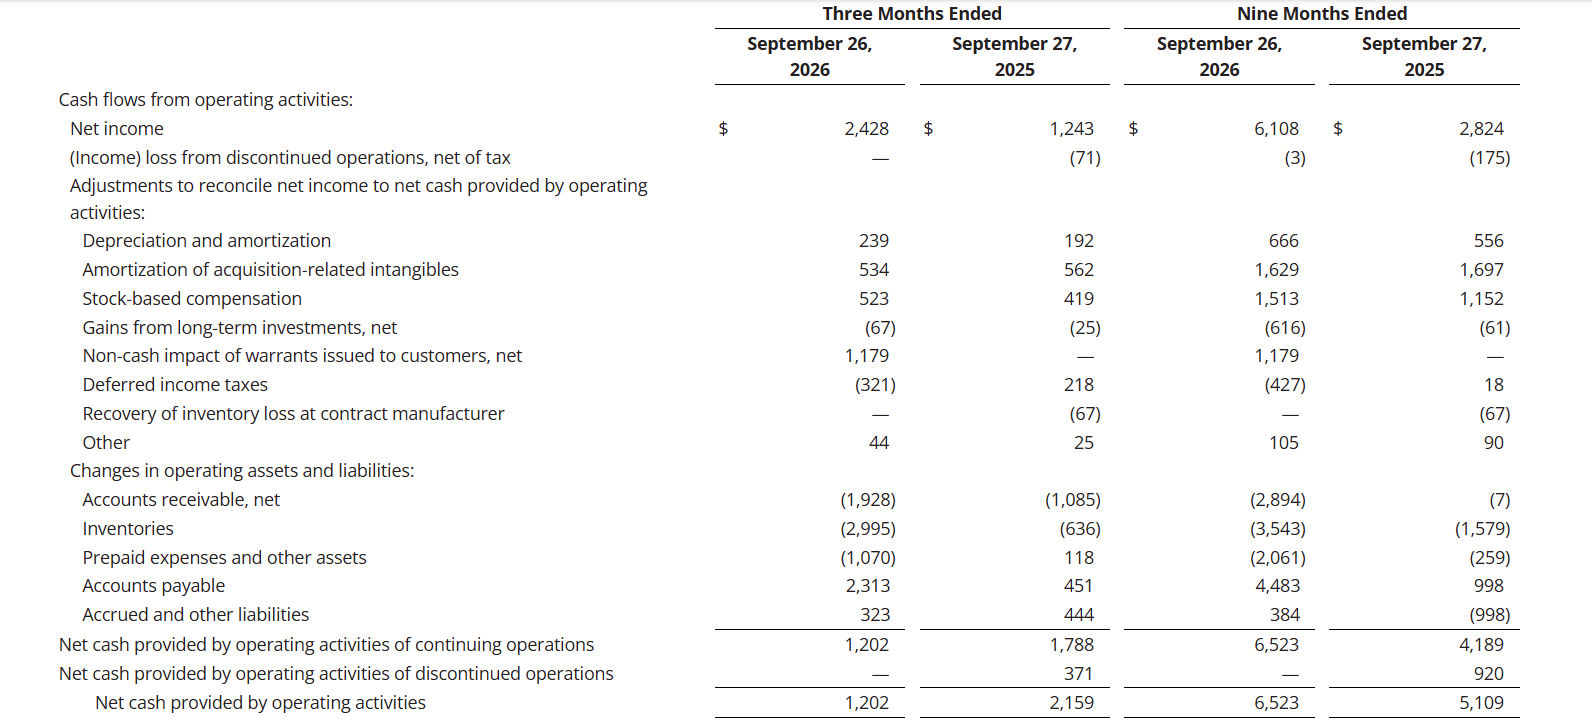 Three Months Ended Nine Months Ended
September 26, September 27, September 26, September 27,
2026 2025 2026 2025
Cash flows from operating activities:
Net income $ 2,428 $ 1,243 $ 6,108 $ 2,824
(Income) loss from discontinued operations, net of tax — (71) (3) (175)
Adjustments to reconcile net income to net cash provided by operating
activities:
Depreciation and amortization 239 192 666 556
Amortization of acquisition-related intangibles 534 562 1,629 1,697
Stock-based compensation 523 419 1,513 1,152
Gains from long-term investments, net (67) (25) (616) (61)
Non-cash impact of warrants issued to customers, net 1,179 — 1,179 —
Deferred income taxes (321) 218 (427) 18
Recovery of inventory loss at contract manufacturer — (67) — (67)
Other 44 25 105 90
Changes in operating assets and liabilities:
Accounts receivable, net (1,928) (1,085) (2,894) (7)
Inventories (2,995) (636) (3,543) (1,579)
Prepaid expenses and other assets (1,070) 118 (2,061) (259)
Accounts payable 2,313 451 4,483 998
Accrued and other liabilities 323 444 384 (998)
Net cash provided by operating activities of continuing operations 1,202 1,788 6,523 4,189
Net cash provided by operating activities of discontinued operations — 371 — 920
Net cash provided by operating activities 1,202 2,159 6,523 5,109